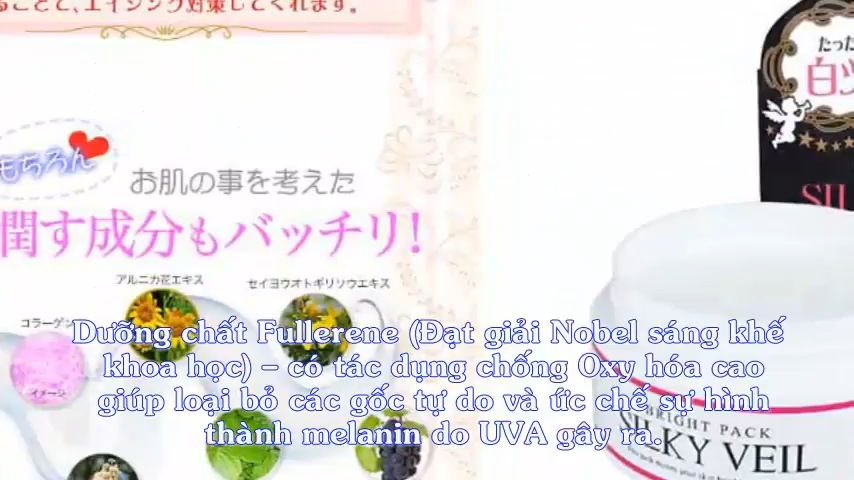 ることで、エイジング対策してくれます。
たった
白ツ
もちろん
お肌の事を考えた
潤す成分もバッチリ!
アルニカ花エキス
セイヨウオトギリソウエキス
コラーゲン
イメージ
Dưỡng chất Fullerene (Đạt giải Nobel sáng khế
khoa học) – có tác dụng chống Oxy hóa cao
giúp loại bỏ các gốc tự do và ức chế sự hình
thành melanin do UVA gây ra.
BRIGHT PACK
SILKY VEIL